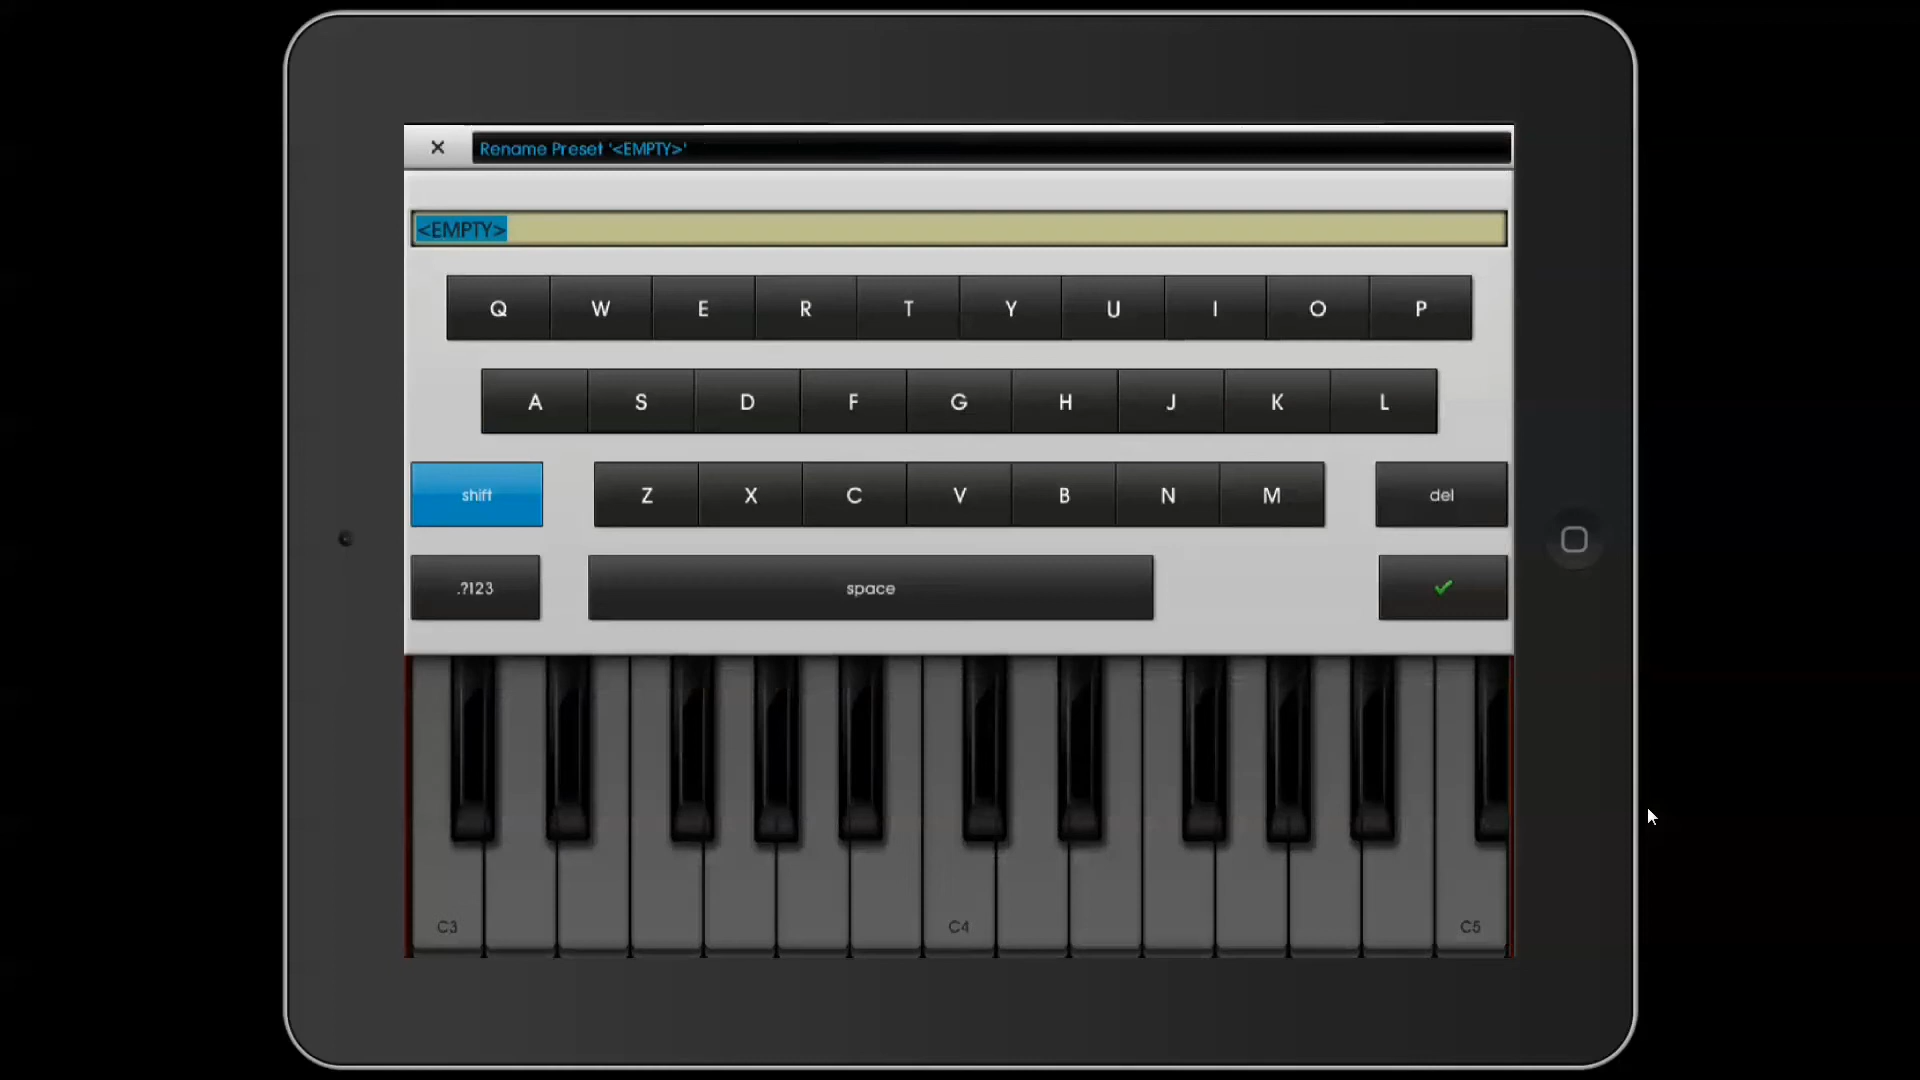 × Rename Preset '<EMPTY>'
<EMPTY>
Q W E R T Y U I O P
A S D F G H J K L
shift Z X C V B N M del
.?123 space ✓
C3 C4 C5